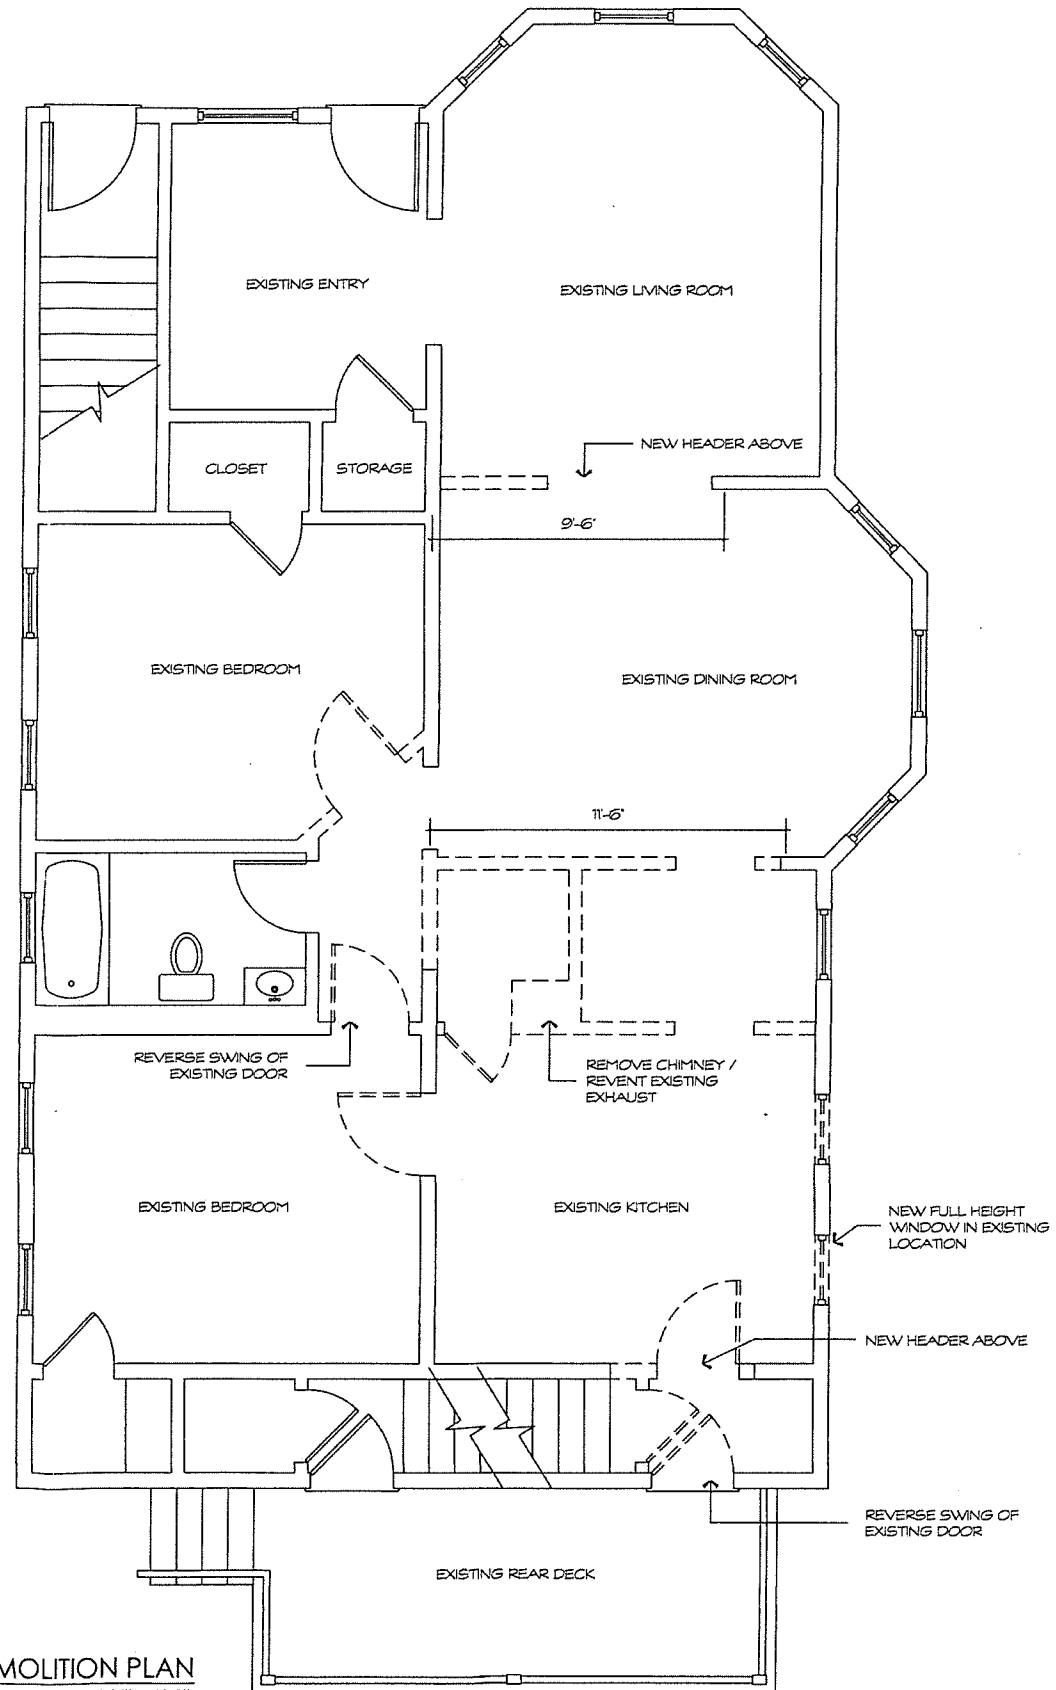 EXISTING ENTRY
EXISTING LIVING ROOM
NEW HEADER ABOVE
CLOSET
STORAGE
9'-6"
EXISTING BEDROOM
EXISTING DINING ROOM
11'-6"
REVERSE SWING OF
EXISTING DOOR
REMOVE CHIMNEY /
REVENT EXISTING
EXHAUST
EXISTING BEDROOM
EXISTING KITCHEN
NEW FULL HEIGHT
WINDOW IN EXISTING
LOCATION
NEW HEADER ABOVE
REVERSE SWING OF
EXISTING DOOR
EXISTING REAR DECK
MOLITION PLAN